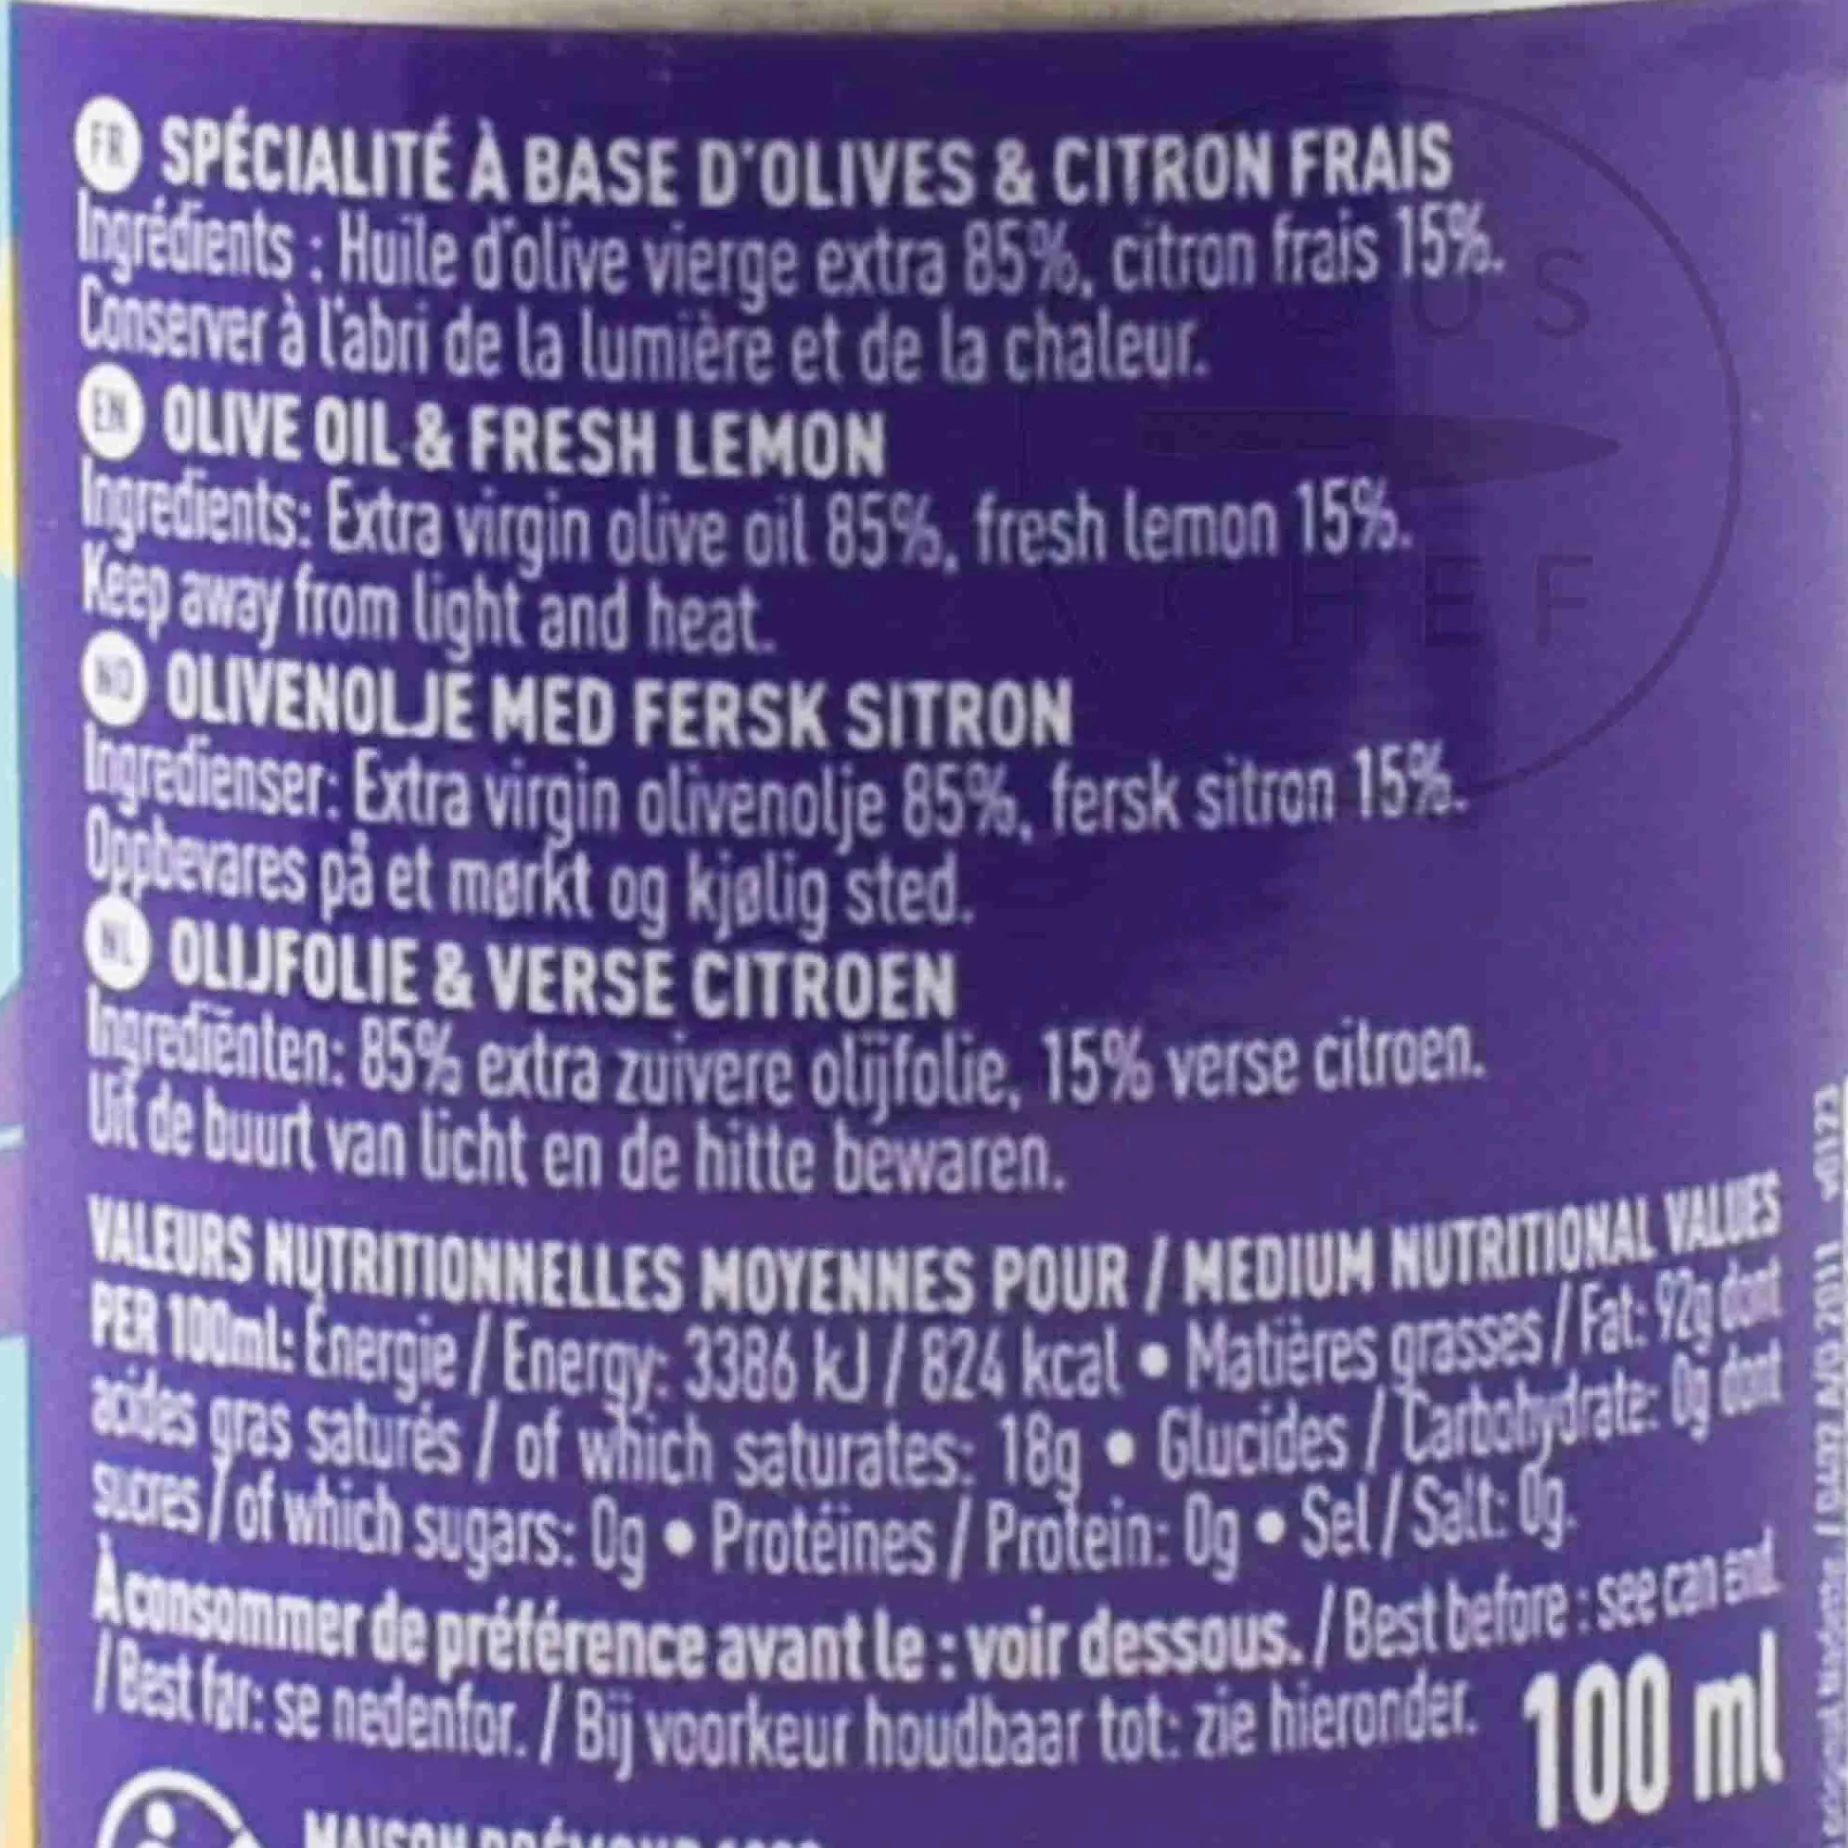 FR SPÉCIALITÉ À BASE D'OLIVES & CITRON FRAIS
Ingrédients : Huile d'olive vierge extra 85%, citron frais 15%.
Conserver à l'abri de la lumière et de la chaleur.
EN OLIVE OIL & FRESH LEMON
Ingredients: Extra virgin olive oil 85%, fresh lemon 15%.
Keep away from light and heat.
NO OLIVENOLJE MED FERSK SITRON
Ingredienser: Extra virgin olivenolje 85%, fersk sitron 15%.
Oppbevares på et mørkt og kjølig sted.
NL OLIJFOLIE & VERSE CITROEN
Ingrediënten: 85% extra zuivere olijfolie, 15% verse citroen.
Uit de buurt van licht en de hitte bewaren.
VALEURS NUTRITIONNELLES MOYENNES POUR / MEDIUM NUTRITIONAL VALUES
PER 100ml: Énergie / Energy: 3386 kJ / 824 kcal • Matières grasses / Fat: 92g dont
acides gras saturés / of which saturates: 18g • Glucides / Carbohydrate: 0g dont
sucres / of which sugars: 0g • Protéines / Protein: 0g • Sel / Salt: 0g.
À consommer de préférence avant le : voir dessous. / Best before : see can end.
/ Best før: se nedenfor. / Bij voorkeur houdbaar tot: zie hieronder.
100 ml
MAISON
OUS
CHEF
v0123